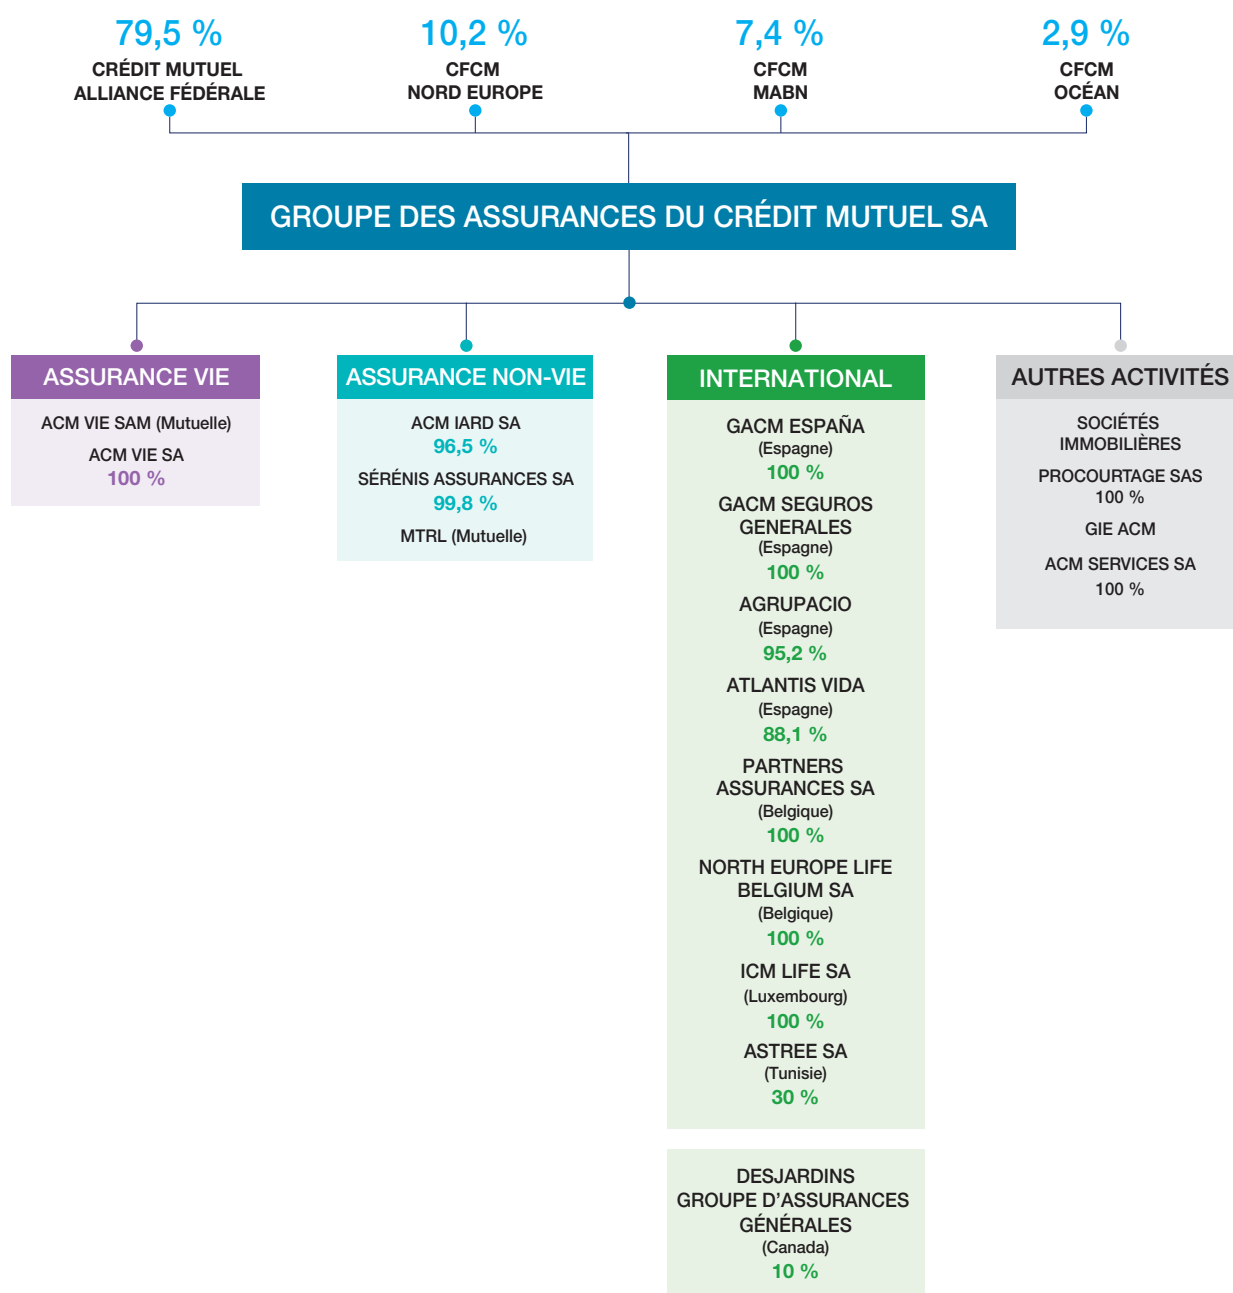 79,5 %
CRÉDIT MUTUEL
ALLIANCE FÉDÉRALE
10,2 %
CFCM
NORD EUROPE
7,4 %
CFCM
MABN
2,9 %
CFCM
OCÉAN
GROUPE DES ASSURANCES DU CRÉDIT MUTUEL SA
ASSURANCE VIE
ACM VIE SAM (Mutuelle)
ACM VIE SA
100 %
ASSURANCE NON-VIE
ACM IARD SA
96,5 %
SÉRÉNIS ASSURANCES SA
99,8 %
MTRL (Mutuelle)
INTERNATIONAL
GACM ESPAÑA
(Espagne)
100 %
GACM SEGUROS
GENERALES
(Espagne)
100 %
AGRUPACIO
(Espagne)
95,2 %
ATLANTIS VIDA
(Espagne)
88,1 %
PARTNERS
ASSURANCES SA
(Belgique)
100 %
NORTH EUROPE LIFE
BELGIUM SA
(Belgique)
100 %
ICM LIFE SA
(Luxembourg)
100 %
ASTREE SA
(Tunisie)
30 %
DESJARDINS
GROUPE D’ASSURANCES
GÉNÉRALES
(Canada)
10 %
AUTRES ACTIVITÉS
SOCIÉTÉS
IMMOBILIÈRES
PROCOURTAGE SAS
100 %
GIE ACM
ACM SERVICES SA
100 %